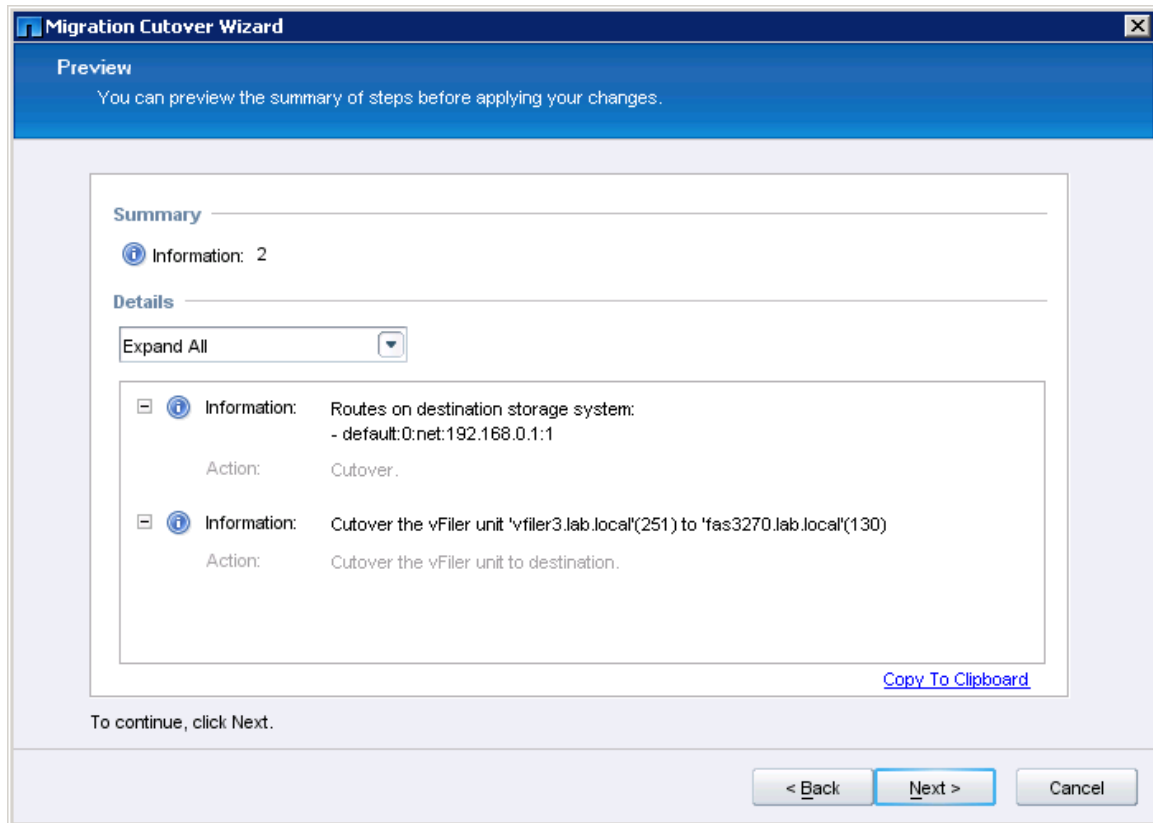 Migration Cutover Wizard
Preview
You can preview the summary of steps before applying your changes.
Summary
Information: 2
Details
Expand All
Information: Routes on destination storage system:
- default:0:net:192.168.0.1:1
Action: Cutover.
Information: Cutover the vFiler unit 'vfiler3.lab.local'(251) to 'fas3270.lab.local'(130)
Action: Cutover the vFiler unit to destination.
Copy To Clipboard
To continue, click Next.
< Back Next > Cancel